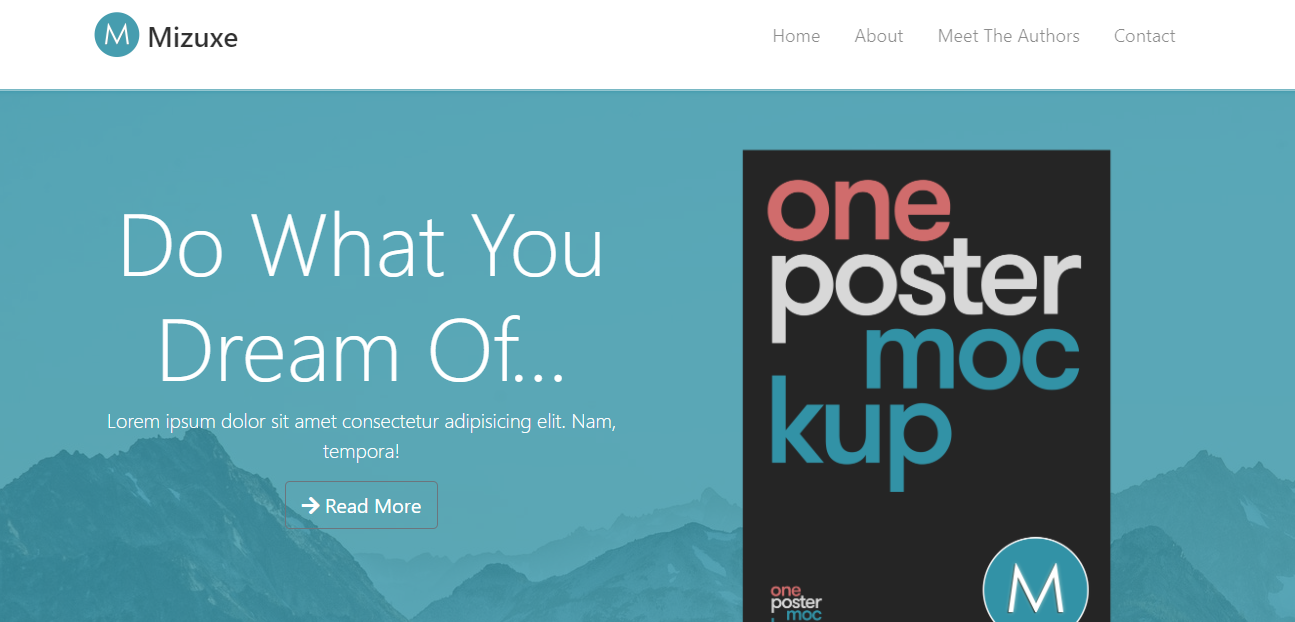 M Mizuxe
Home About Meet The Authors Contact
Do What You
Dream Of...
Lorem ipsum dolor sit amet consectetur adipisicing elit. Nam,
tempora!
Read More
one
poster
moc
kup
M
one
poster
moc